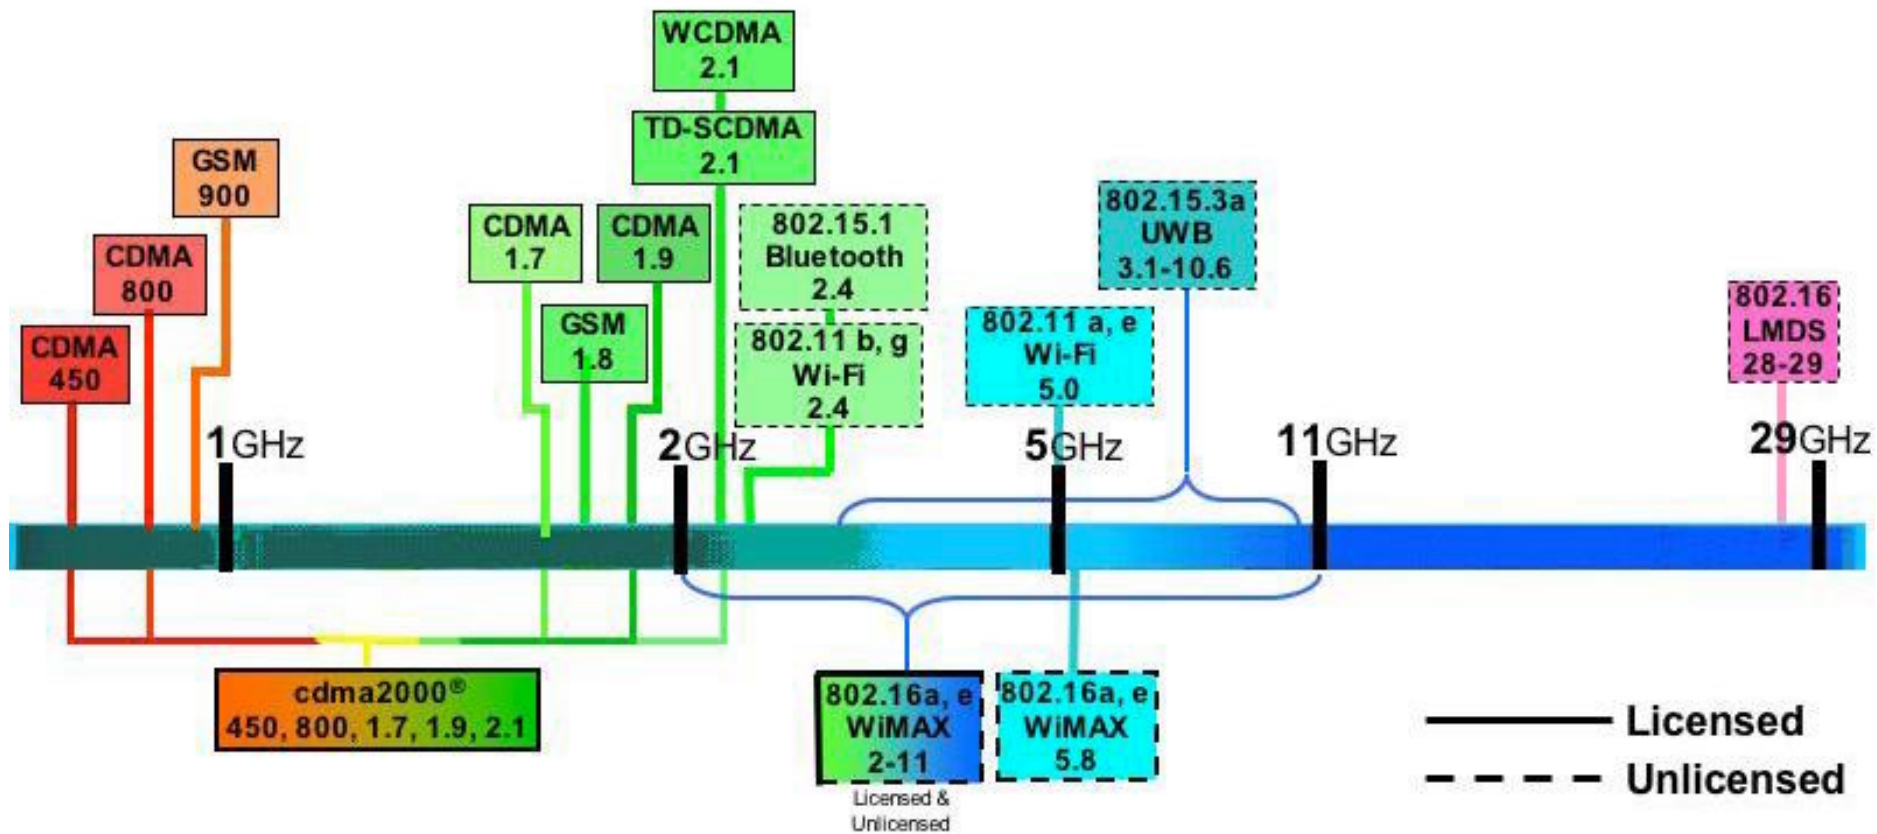 WCDMA
2.1
TD-SCDMA
2.1
GSM
900
CDMA
800
CDMA
450
CDMA
1.7
CDMA
1.9
GSM
1.8
802.15.1
Bluetooth
2.4
802.11 b, g
Wi-Fi
2.4
802.15.3a
UWB
3.1-10.6
802.11 a, e
Wi-Fi
5.0
802.16
LMDS
28-29
1GHz
2GHz
5GHz
11GHz
29GHz
cdma2000®
450, 800, 1.7, 1.9, 2.1
802.16a, e
WiMAX
2-11
Licensed &
Unlicensed
802.16a, e
WiMAX
5.8
Licensed
Unlicensed